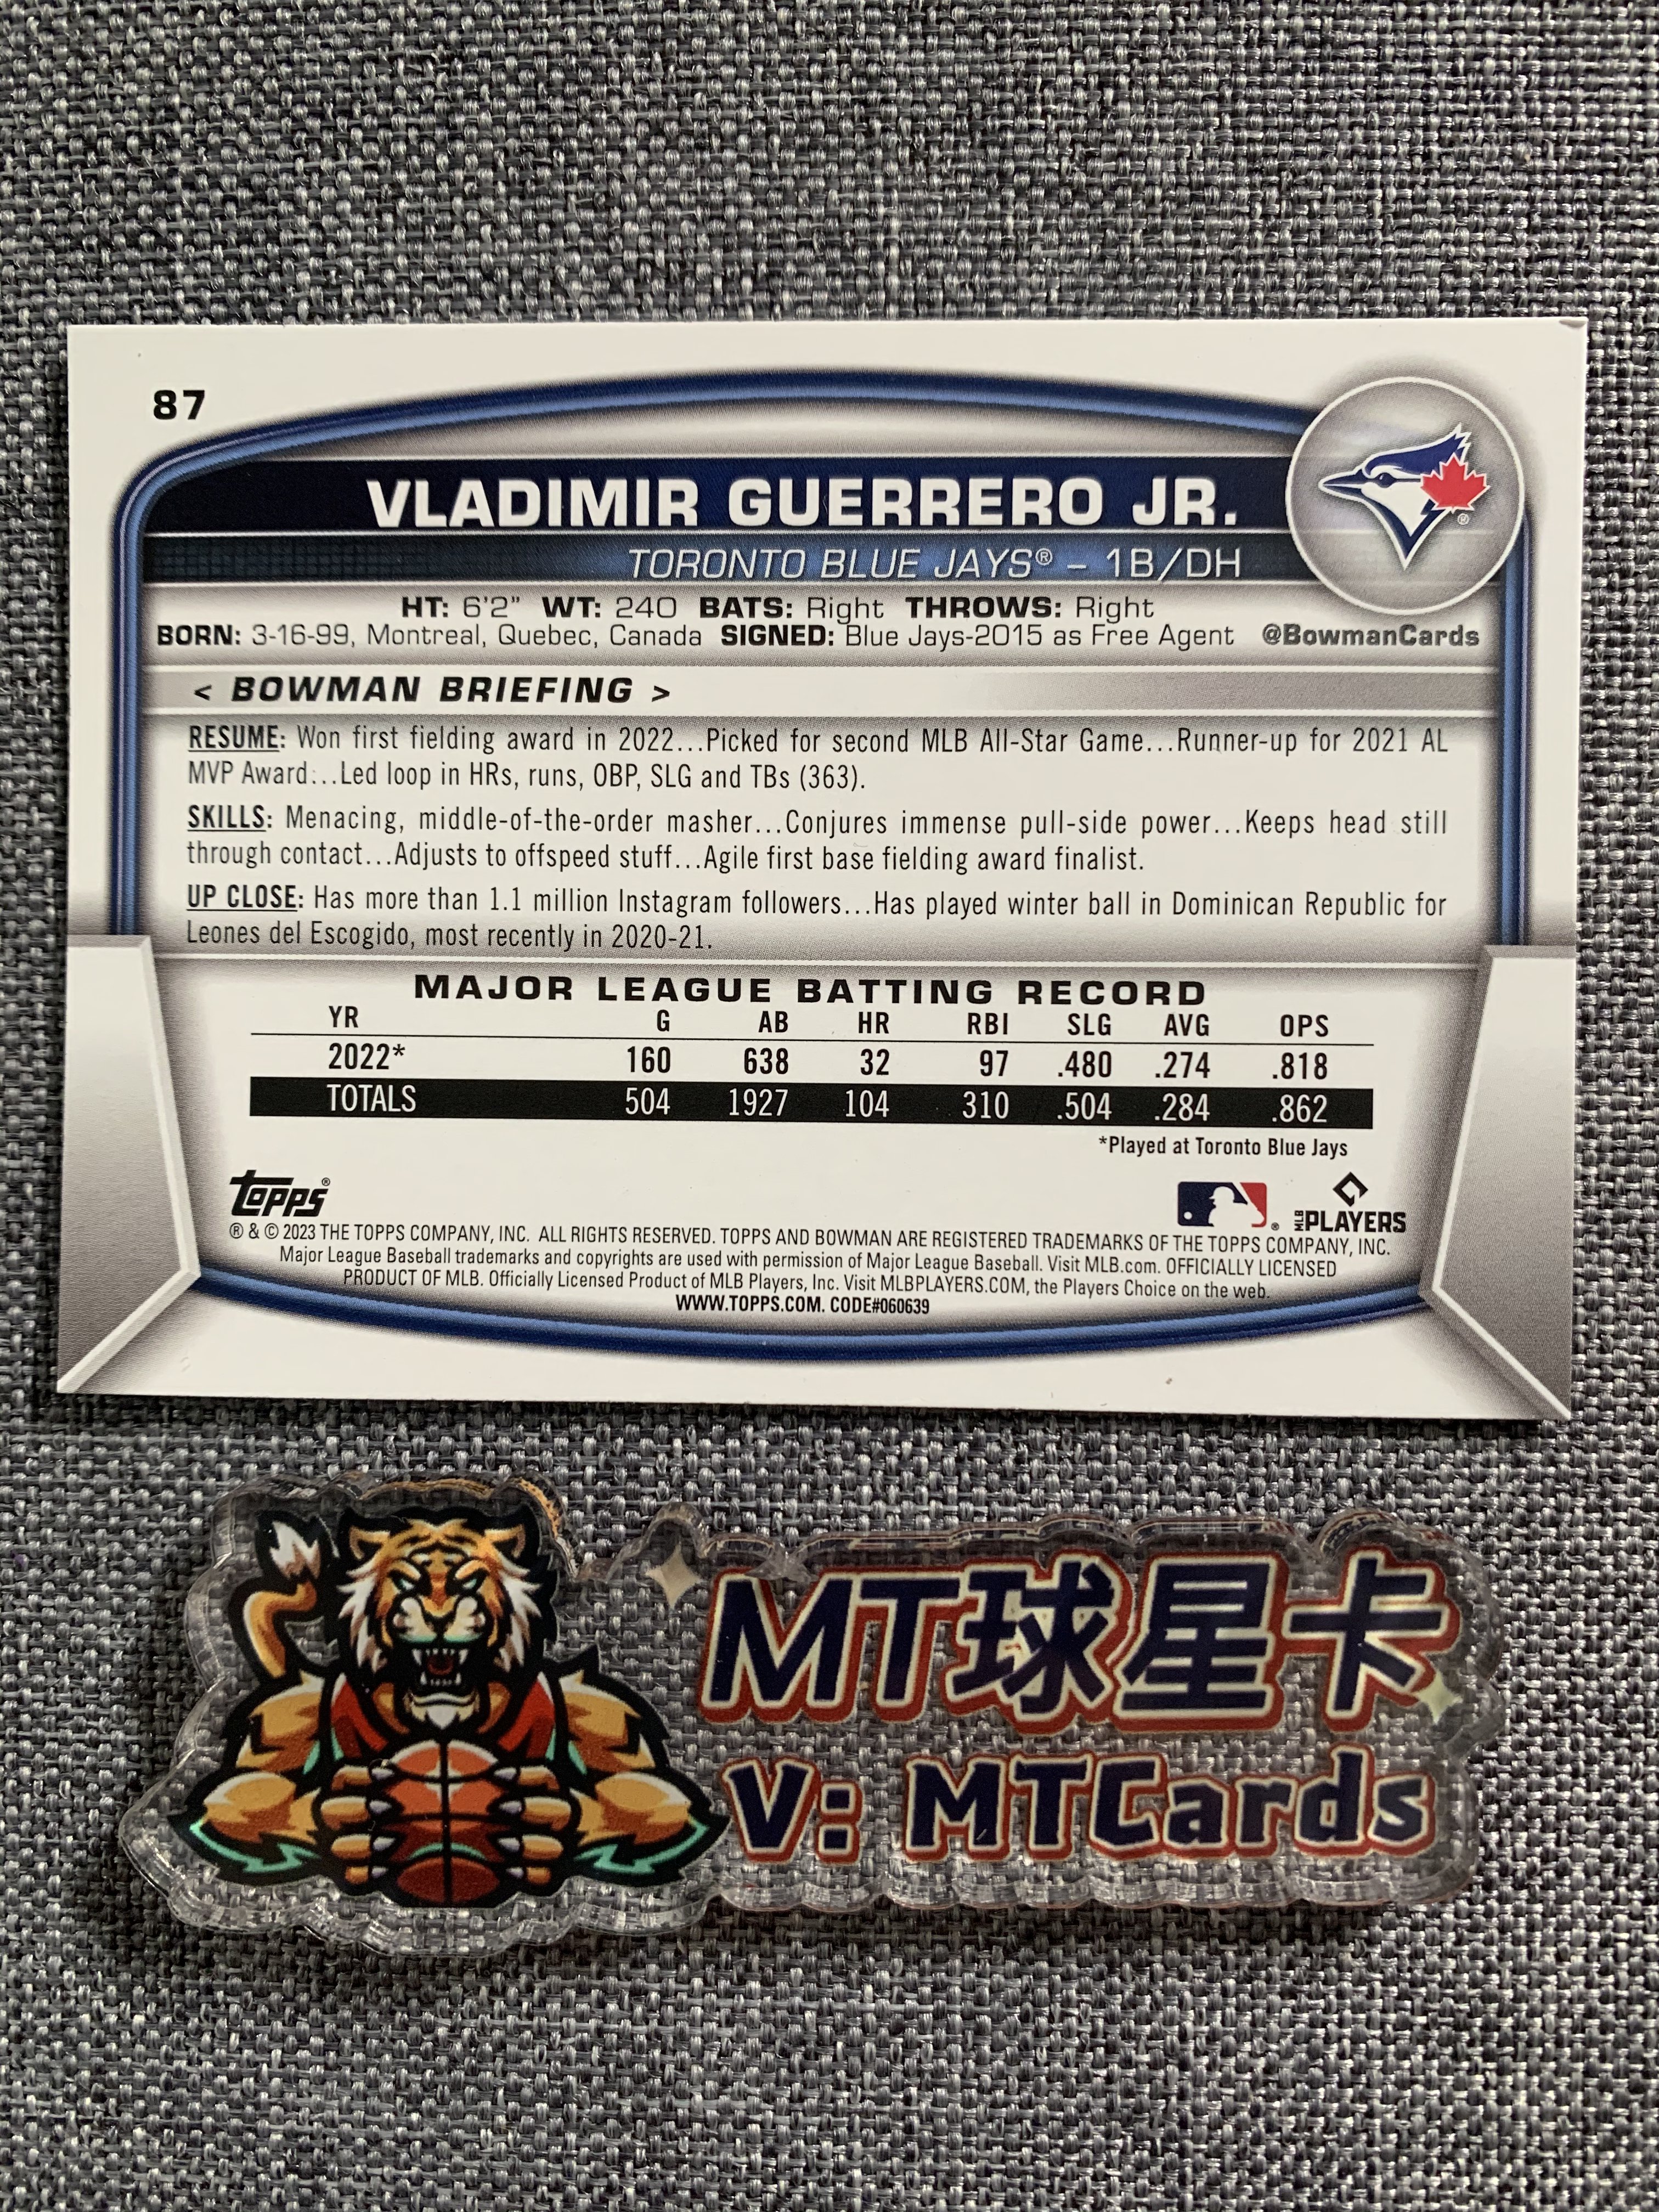 87
VLADIMIR GUERRERO JR.
TORONTO BLUE JAYS® – 1B/DH
HT: 6'2" WT: 240 BATS: Right THROWS: Right
BORN: 3-16-99, Montreal, Quebec, Canada SIGNED: Blue Jays-2015 as Free Agent @BowmanCards
< BOWMAN BRIEFING >
RESUME: Won first fielding award in 2022...Picked for second MLB All-Star Game...Runner-up for 2021 AL
MVP Award...Led loop in HRs, runs, OBP, SLG and TBs (363).
SKILLS: Menacing, middle-of-the-order masher...Conjures immense pull-side power...Keeps head still
through contact...Adjusts to offspeed stuff...Agile first base fielding award finalist.
UP CLOSE: Has more than 1.1 million Instagram followers...Has played winter ball in Dominican Republic for
Leones del Escogido, most recently in 2020-21.
MAJOR LEAGUE BATTING RECORD
YR G AB HR RBI SLG AVG OPS
2022* 160 638 32 97 .480 .274 .818
TOTALS 504 1927 104 310 .504 .284 .862
*Played at Toronto Blue Jays
topps® ® MLB PLAYERS
® & © 2023 THE TOPPS COMPANY, INC. ALL RIGHTS RESERVED. TOPPS AND BOWMAN ARE REGISTERED TRADEMARKS OF THE TOPPS COMPANY, INC.
Major League Baseball trademarks and copyrights are used with permission of Major League Baseball. Visit MLB.com. OFFICIALLY LICENSED
PRODUCT OF MLB. Officially Licensed Product of MLB Players, Inc. Visit MLBPLAYERS.COM, the Players Choice on the web.
WWW.TOPPS.COM. CODE#060639
MT球星卡
V: MTCards